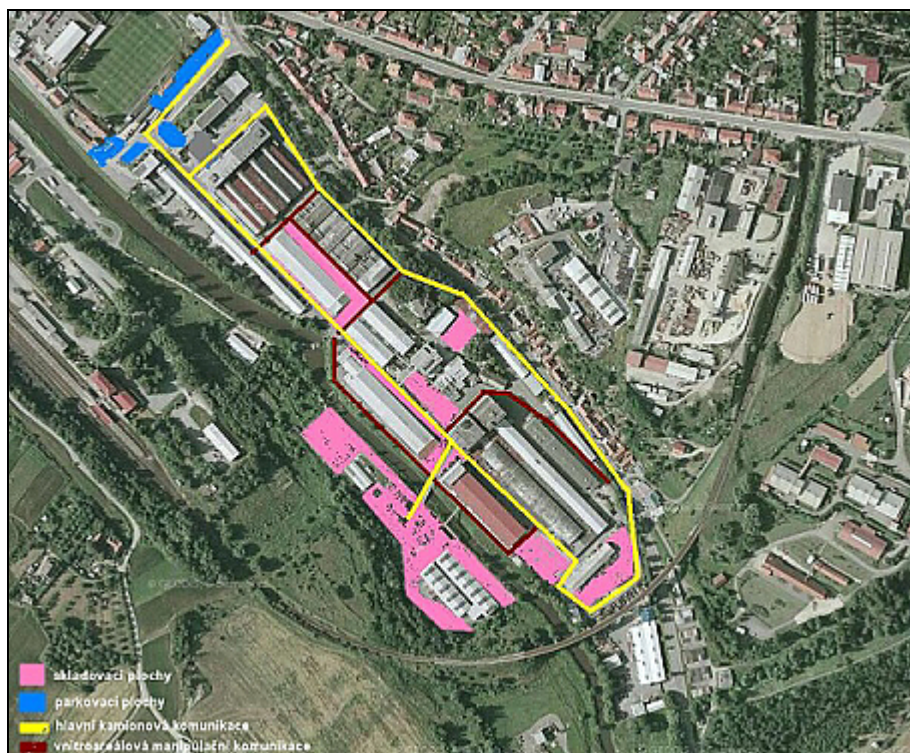 skladovací plochy
parkovací plochy
hlavní kamionová komunikace
vnitroareálová manipulační komunikace